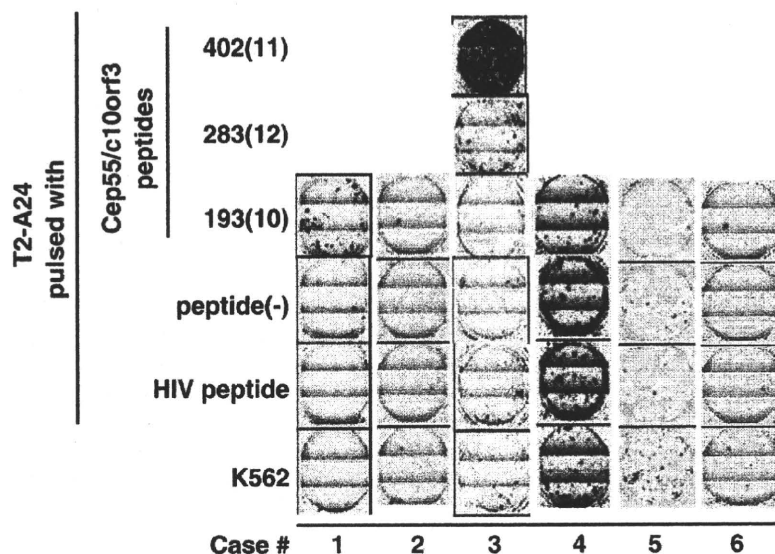 T2-A24
pulsed with
Cep55/c10orf3
peptides
402(11)
283(12)
193(10)
peptide(-)
HIV peptide
K562
Case # 1 2 3 4 5 6